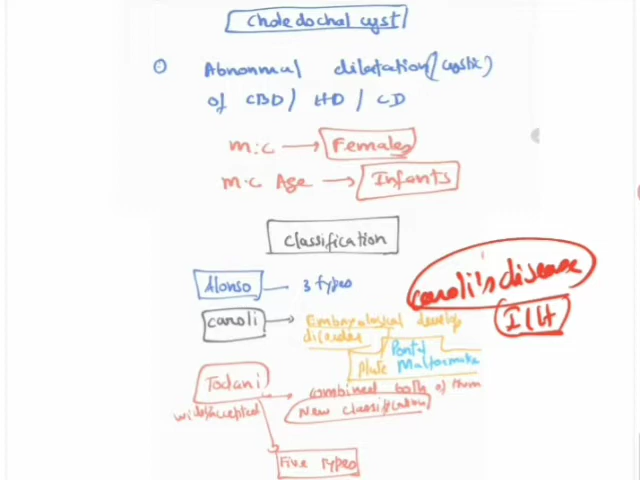 Choledochal cyst
Abnormal dilatation (cystic)
of CBD / HD / CD
m.c → Females
m.c Age → Infants
Classification
Alonso — 3 types
caroli → Embryological develop
disorder
Portal
plate Malformation
caroli's disease
ILH
Todani → combined both of them
widely accepted New classification
Five Types